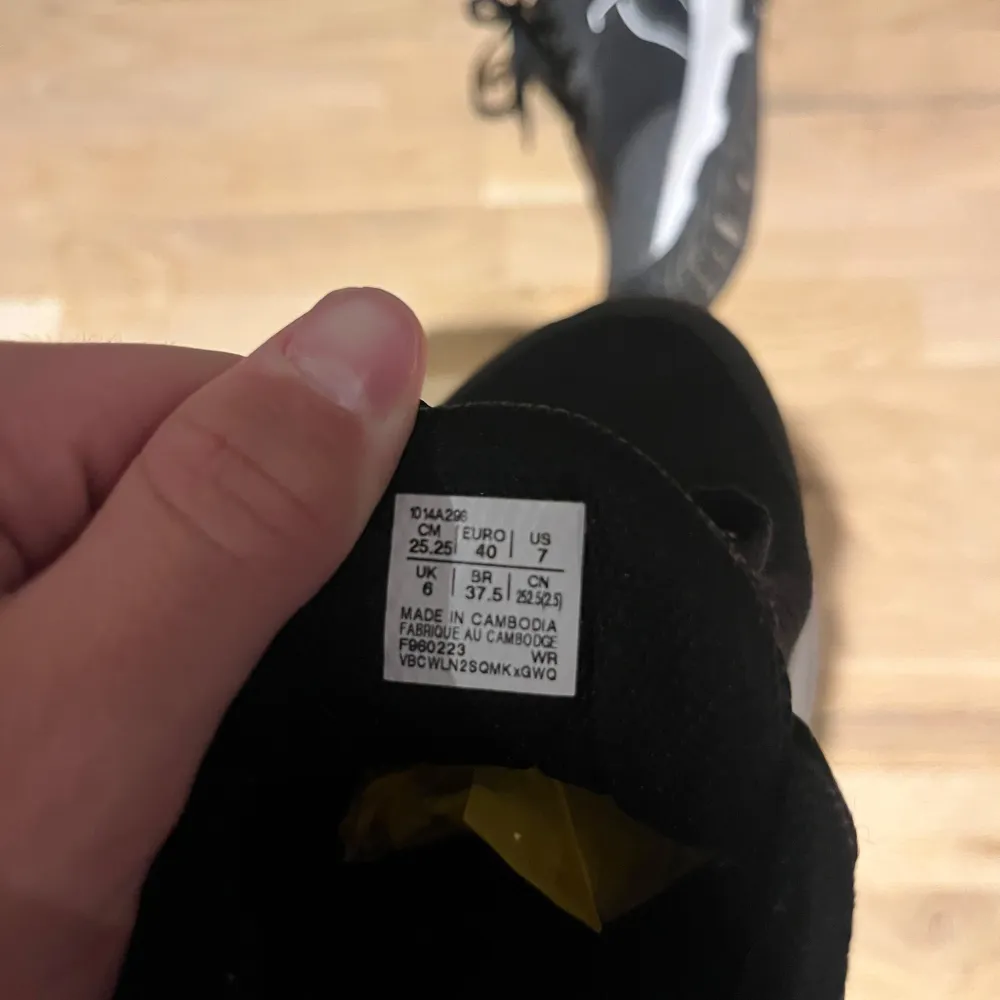 1014A296
CM EURO US
25.25 40 7
UK BR CN
6 37.5 252.5(2.5)
MADE IN CAMBODIA
FABRIQUE AU CAMBODGE
F960223 WR
VBCWLN2SQMKxGWQ